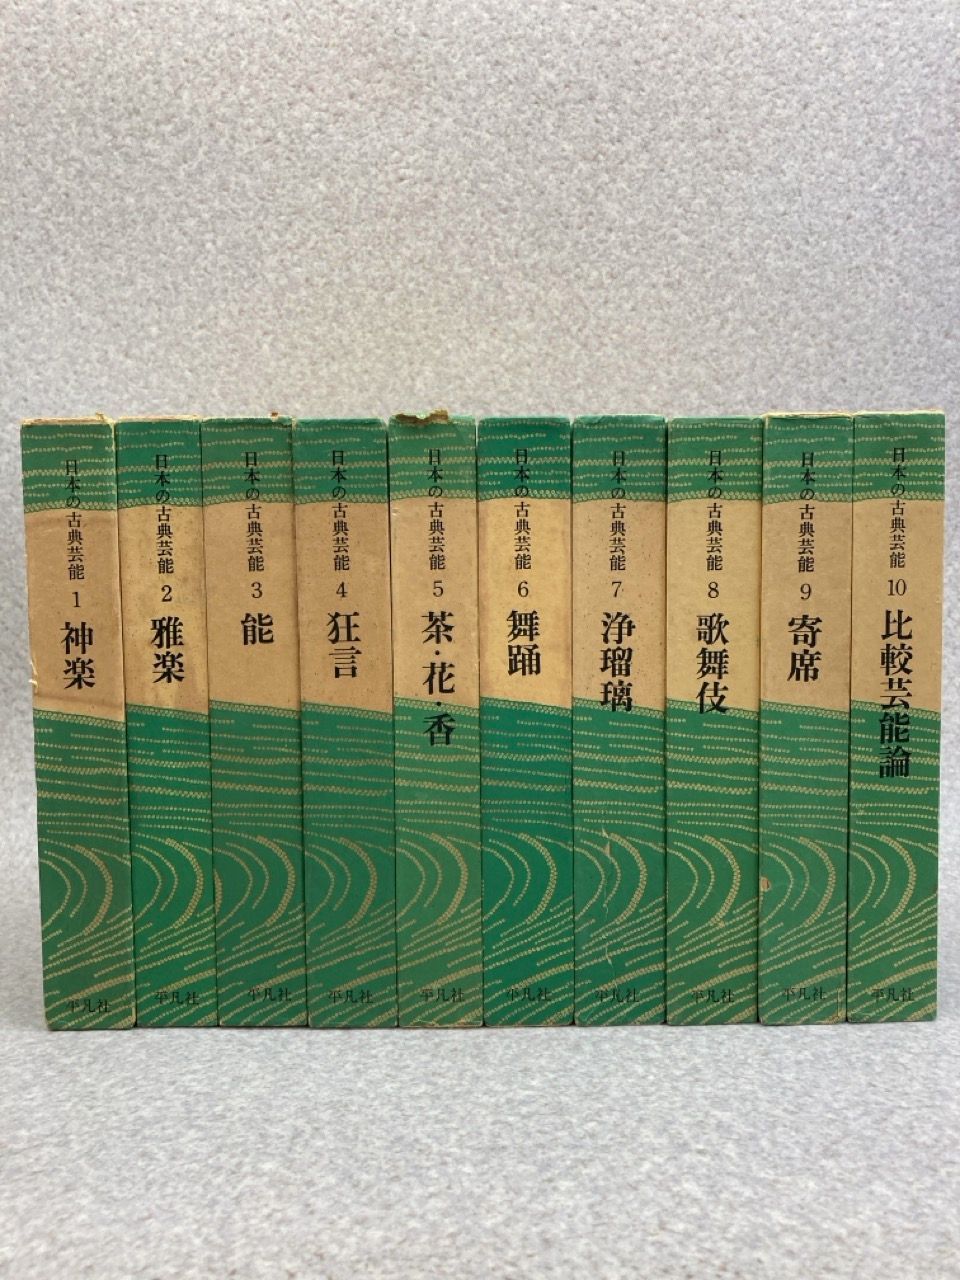 日本の古典芸能 1 神楽 平凡社
日本の古典芸能 2 雅楽 平凡社
日本の古典芸能 3 能 平凡社
日本の古典芸能 4 狂言 平凡社
日本の古典芸能 5 茶・花・香 平凡社
日本の古典芸能 6 舞踊 平凡社
日本の古典芸能 7 浄瑠璃 平凡社
日本の古典芸能 8 歌舞伎 平凡社
日本の古典芸能 9 寄席 平凡社
日本の古典芸能 10 比較芸能論 平凡社